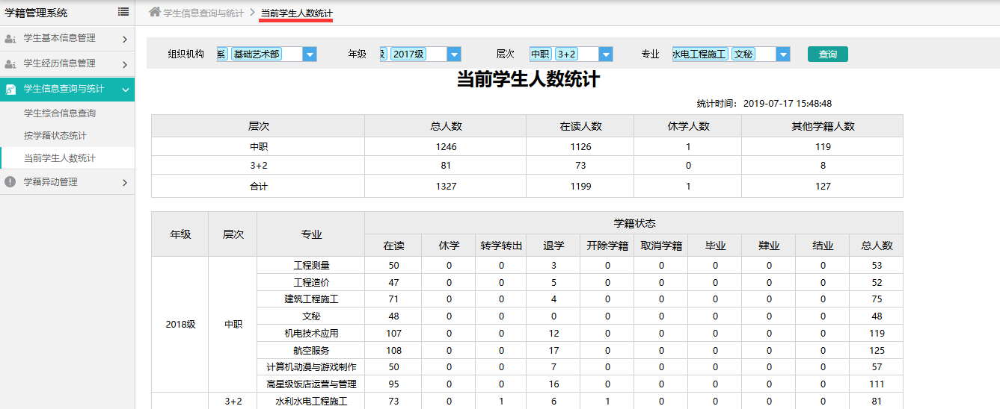 学籍管理系统
学生信息查询与统计 > 当前学生人数统计
学生基本信息管理
学生经历信息管理
学生信息查询与统计
学生综合信息查询
按学籍状态统计
当前学生人数统计
学籍异动管理
组织机构 系 基础艺术部 年级 2017级 层次 中职 3+2 专业 水电工程施工 文秘 查询
当前学生人数统计
统计时间： 2019-07-17 15:48:48
层次 总人数 在读人数 休学人数 其他学籍人数
中职 1246 1126 1 119
3+2 81 73 0 8
合计 1327 1199 1 127
年级 层次 专业 学籍状态
在读 休学 转学转出 退学 开除学籍 取消学籍 毕业 肄业 结业 总人数
2018级 中职
工程测量 50 0 0 3 0 0 0 0 0 53
工程造价 47 0 0 5 0 0 0 0 0 52
建筑工程施工 71 0 0 4 0 0 0 0 0 75
文秘 48 0 0 0 0 0 0 0 0 48
机电技术应用 107 0 0 12 0 0 0 0 0 119
航空服务 108 0 0 17 0 0 0 0 0 125
计算机动漫与游戏制作 50 0 0 7 0 0 0 0 0 57
高星级饭店运营与管理 95 0 0 16 0 0 0 0 0 111
3+2 水利水电工程施工 73 0 1 6 1 0 0 0 0 81